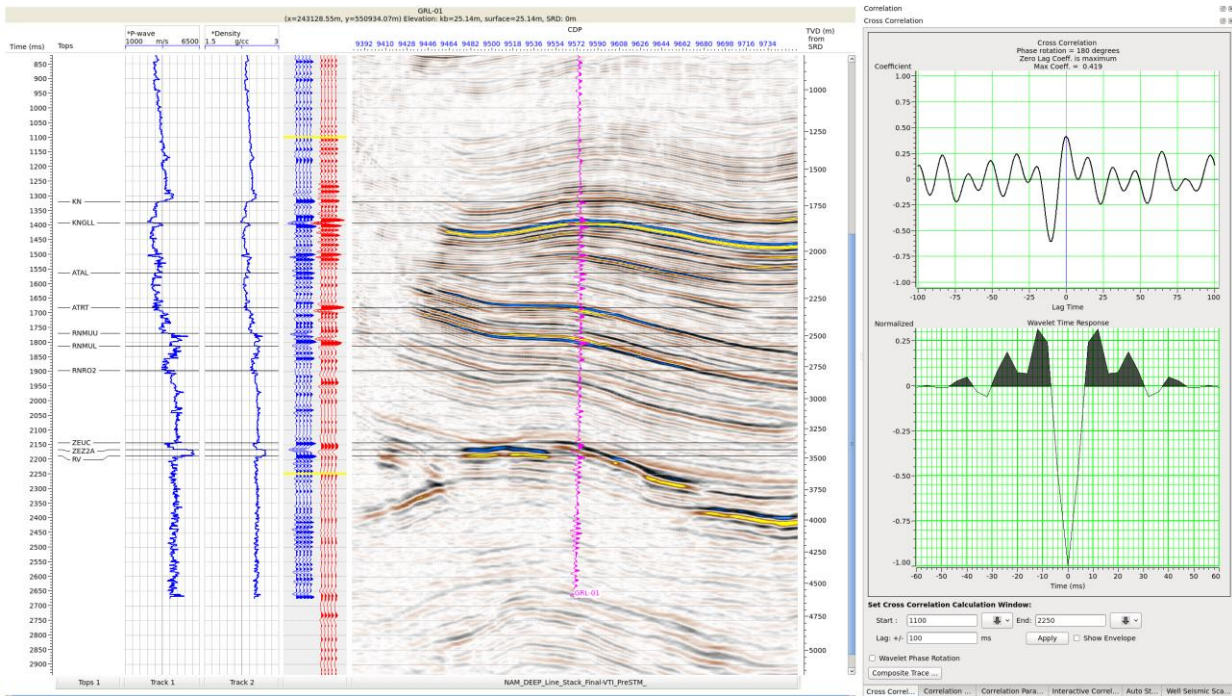 GRL-01
(x=243128.55m, y=550934.07m) Elevation: kb=25.14m, surface=25.14m, SRD: 0m
Time (ms)
Tops
*P-wave
1000 m/s 6500
*Density
1.5 g/cc 3
CDP
9392 9410 9428 9446 9464 9482 9500 9518 9536 9554 9572 9590 9608 9626 9644 9662 9680 9698 9716 9734
TVD (m)
from
SRD
850
900
950
1000
1050
1100
1150
1200
1250
1300
1350
1400
1450
1500
1550
1600
1650
1700
1750
1800
1850
1900
1950
2000
2050
2100
2150
2200
2250
2300
2350
2400
2450
2500
2550
2600
2650
2700
2750
2800
2850
2900
KN
KNGLL
ATAL
ATRT
RNMUU
RNMUL
RNRO2
ZEUC
ZEZ2A
RV
GRL-01
1000
1250
1500
1750
2000
2250
2500
2750
3000
3250
3500
3750
4000
4250
4500
4750
5000
Tops 1
Track 1
Track 2
NAM_DEEP_Line_Stack_Final-VTI_PreSTM_
Correlation
Cross Correlation
Cross Correlation
Phase rotation = 180 degrees
Zero Lag Coeff. is maximum
Max Coeff. = 0.419
Coefficient
1.00
0.75
0.50
0.25
0
-0.25
-0.50
-0.75
-1.00
-100 -75 -50 -25 0 25 50 75 100
Lag Time
Normalized
Wavelet Time Response
0.25
0
-0.25
-0.50
-0.75
-1.00
-60 -50 -40 -30 -20 -10 0 10 20 30 40 50 60
Time (ms)
Set Cross Correlation Calculation Window:
Start : 1100 End: 2250
Lag: +/- 100 ms Apply Show Envelope
Wavelet Phase Rotation
Composite Trace ...
Cross Correl... Correlation ... Correlation Para... Interactive Correl... Auto St... Well Seismic Scal